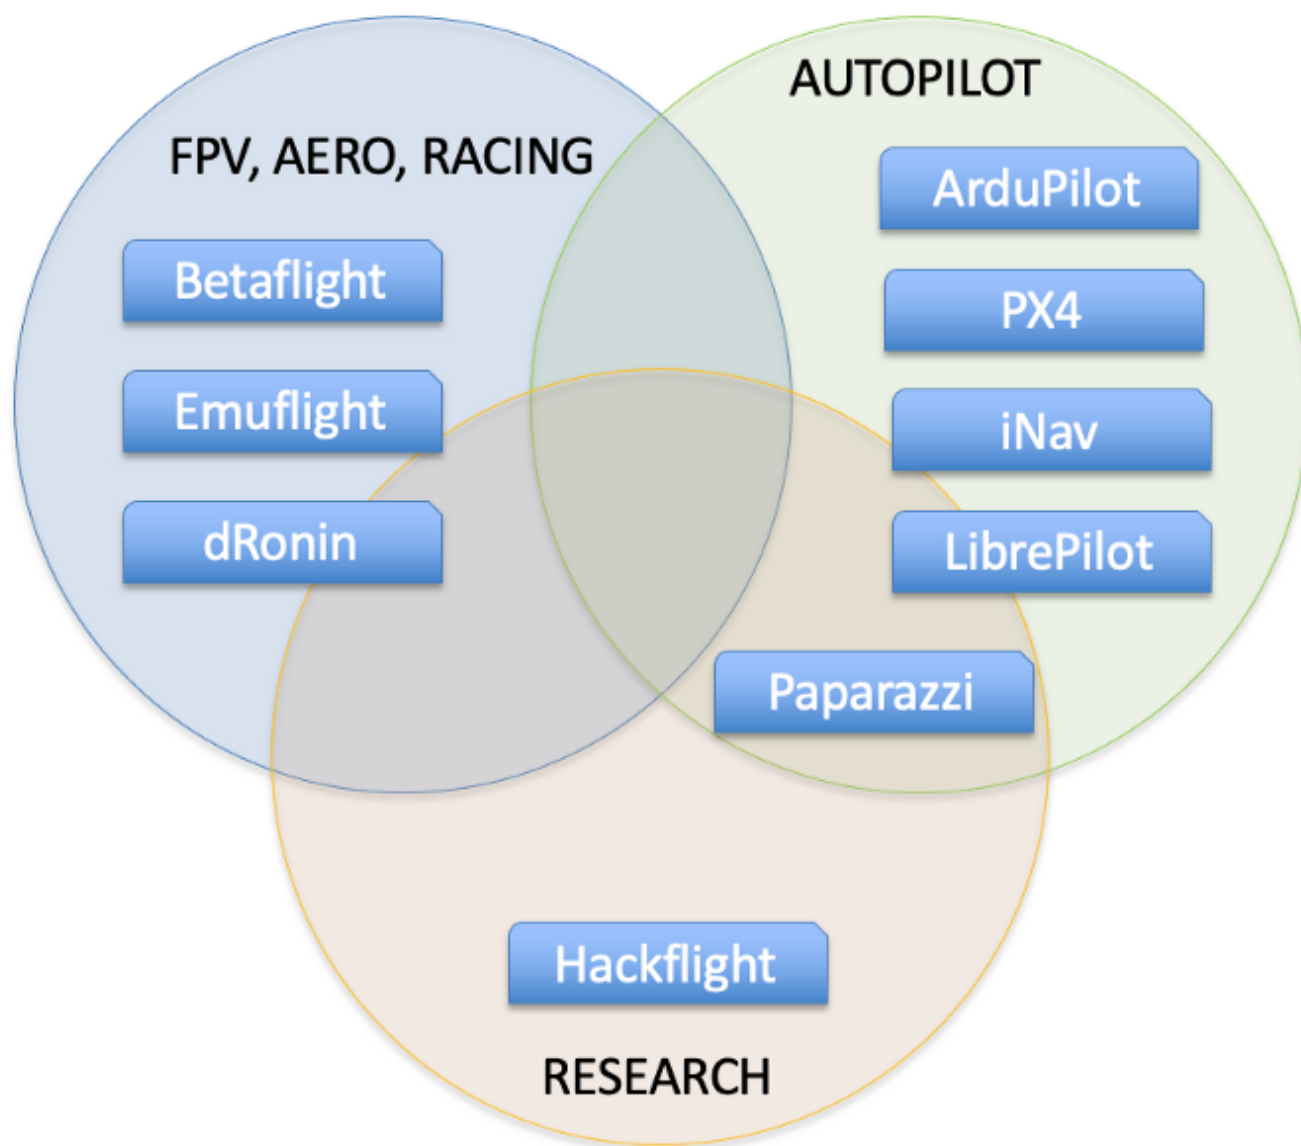 AUTOPILOT
FPV, AERO, RACING
ArduPilot
Betaflight
PX4
Emuflight
iNav
dRonin
LibrePilot
Paparazzi
Hackflight
RESEARCH